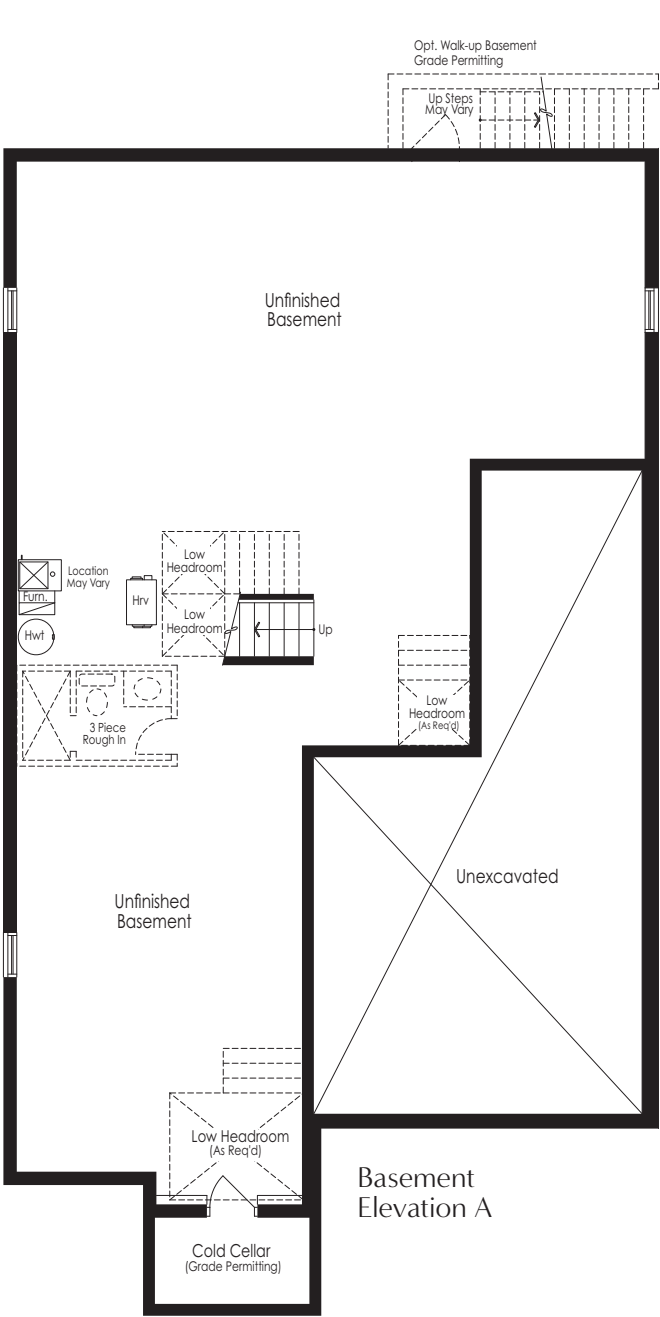 Opt. Walk-up Basement
Grade Permitting
Up Steps
May Vary
Unfinished
Basement
Low
Headroom
Location
May Vary
Furn.
Hrv
Low
Headroom
Up
Hwt
Low
Headroom
(As Req'd)
3 Piece
Rough In
Unexcavated
Unfinished
Basement
Low Headroom
(As Req'd)
Basement
Elevation A
Cold Cellar
(Grade Permitting)